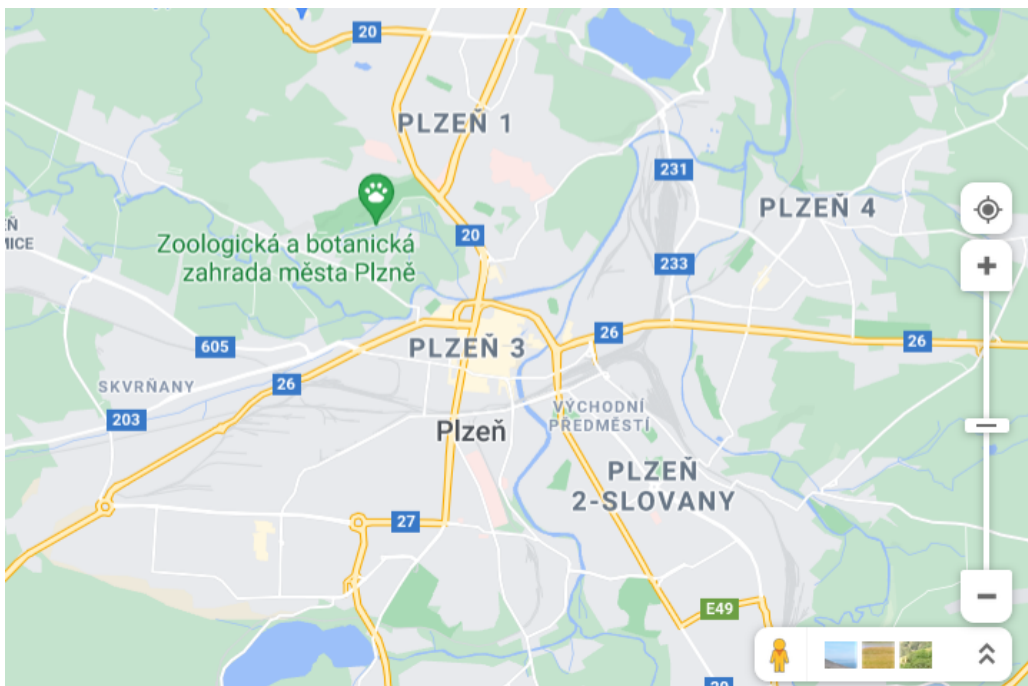 20
PLZEŇ 1
231
PLZEŇ 4
20
Zoologická a botanická
zahrada města Plzně
233
26
26
605
PLZEŇ 3
26
SKVRŇANY
203
VÝCHODNÍ
PŘEDMĚSTÍ
Plzeň
PLZEŇ
2-SLOVANY
27
E49
20